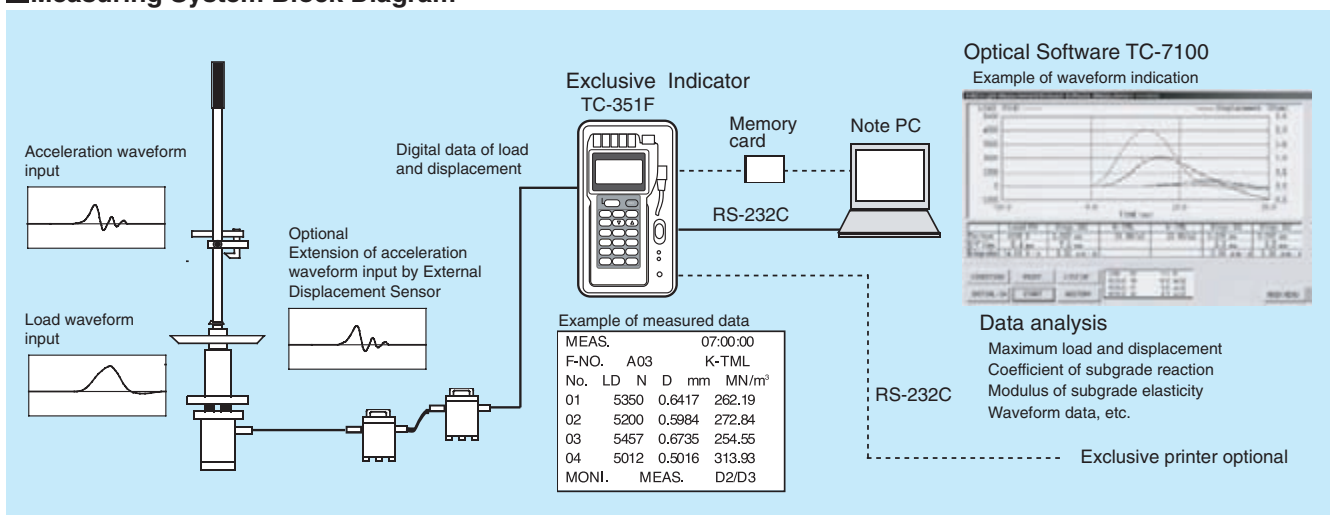 Measuring System Block Diagram
Optical Software TC-7100
Example of waveform indication
Exclusive Indicator
TC-351F
Memory
card
Note PC
Acceleration waveform
input
Digital data of load
and displacement
RS-232C
Optional
Extension of acceleration
waveform input by External
Displacement Sensor
Load waveform
input
Example of measured data
MEAS. 07:00:00
F-NO. A03 K-TML
No. LD N D mm MN/m³
01 5350 0.6417 262.19
02 5200 0.5984 272.84
03 5457 0.6735 254.55
04 5012 0.5016 313.93
MONI. MEAS. D2/D3
RS-232C
Data analysis
Maximum load and displacement
Coefficient of subgrade reaction
Modulus of subgrade elasticity
Waveform data, etc.
Exclusive printer optional